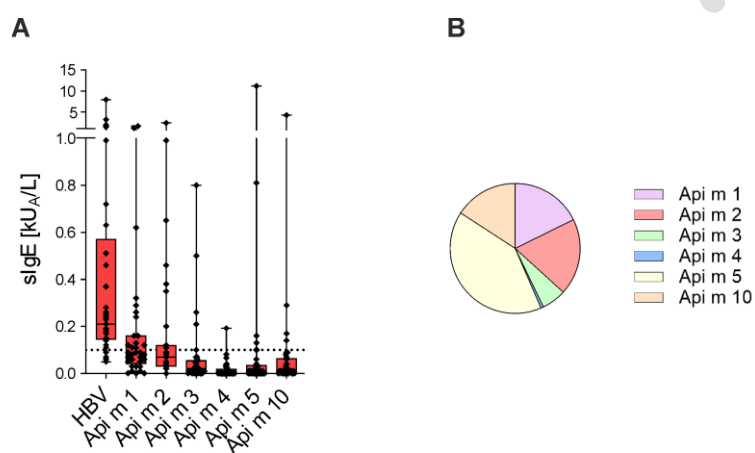 A
B
15
10
5
1.0
0.8
0.6
0.4
0.2
0.0
sIgE [kUA/L]
HBV
Api m 1
Api m 2
Api m 3
Api m 4
Api m 5
Api m 10
Api m 1
Api m 2
Api m 3
Api m 4
Api m 5
Api m 10